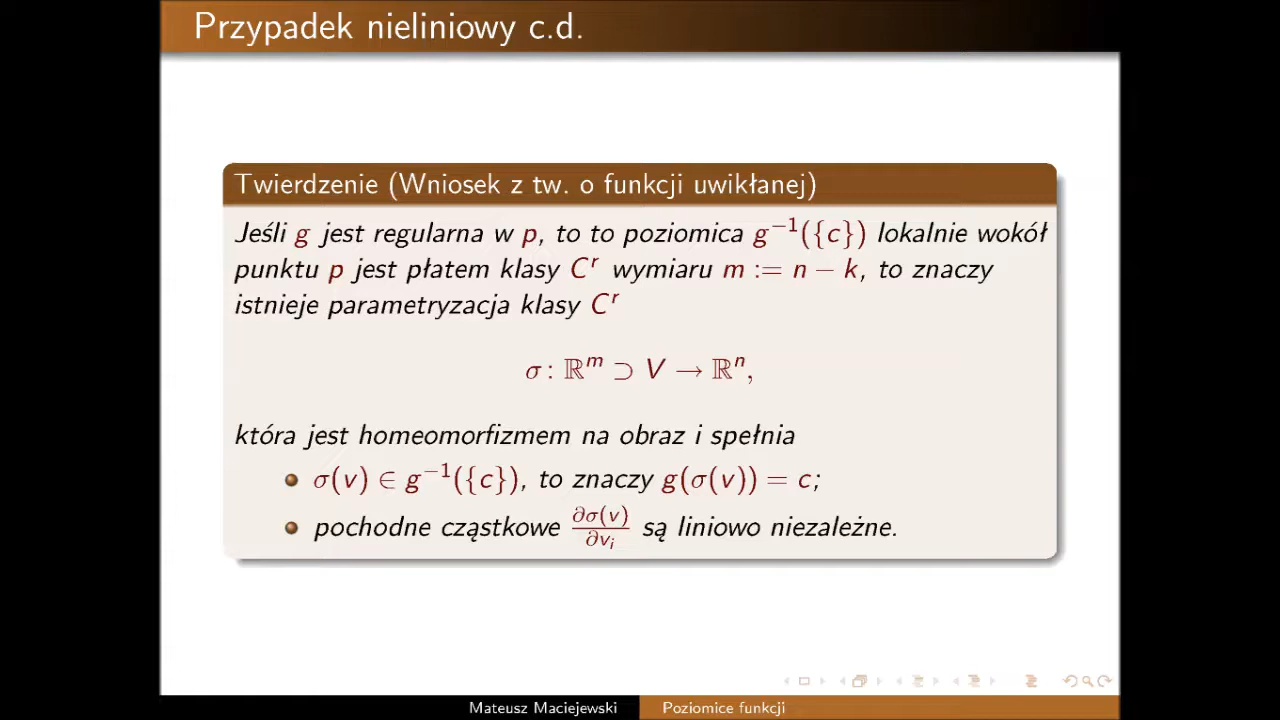 Przypadek nieliniowy c.d.
Twierdzenie (Wniosek z tw. o funkcji uwikłanej)
Jeśli g jest regularna w p, to to poziomica g⁻¹({c}) lokalnie wokół
punktu p jest płatem klasy Cʳ wymiaru m := n − k, to znaczy
istnieje parametryzacja klasy Cʳ
σ: ℝᵐ ⊃ V → ℝⁿ,
która jest homeomorfizmem na obraz i spełnia
σ(v) ∈ g⁻¹({c}), to znaczy g(σ(v)) = c;
pochodne cząstkowe ∂σ(v)/∂vᵢ są liniowo niezależne.
Mateusz Maciejewski
Poziomice funkcji